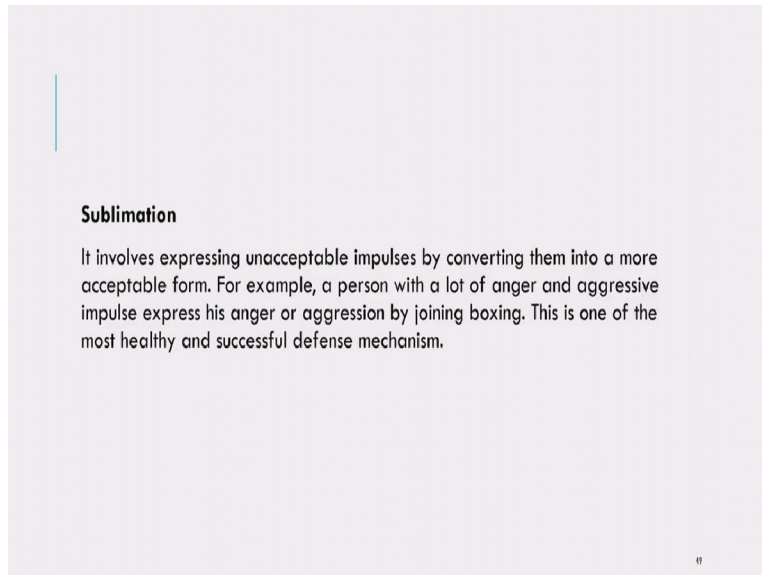 Sublimation
It involves expressing unacceptable impulses by converting them into a more
acceptable form. For example, a person with a lot of anger and aggressive
impulse express his anger or aggression by joining boxing. This is one of the
most healthy and successful defense mechanism.
49